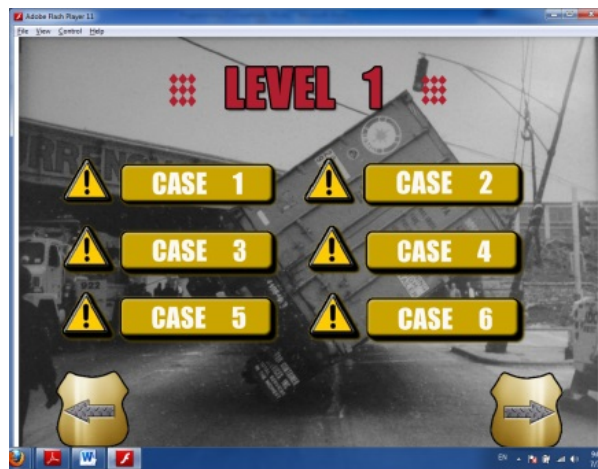 Adobe Flash Player 11
File View Control Help
LEVEL 1
CASE 1
CASE 2
CASE 3
CASE 4
CASE 5
CASE 6
922
EN